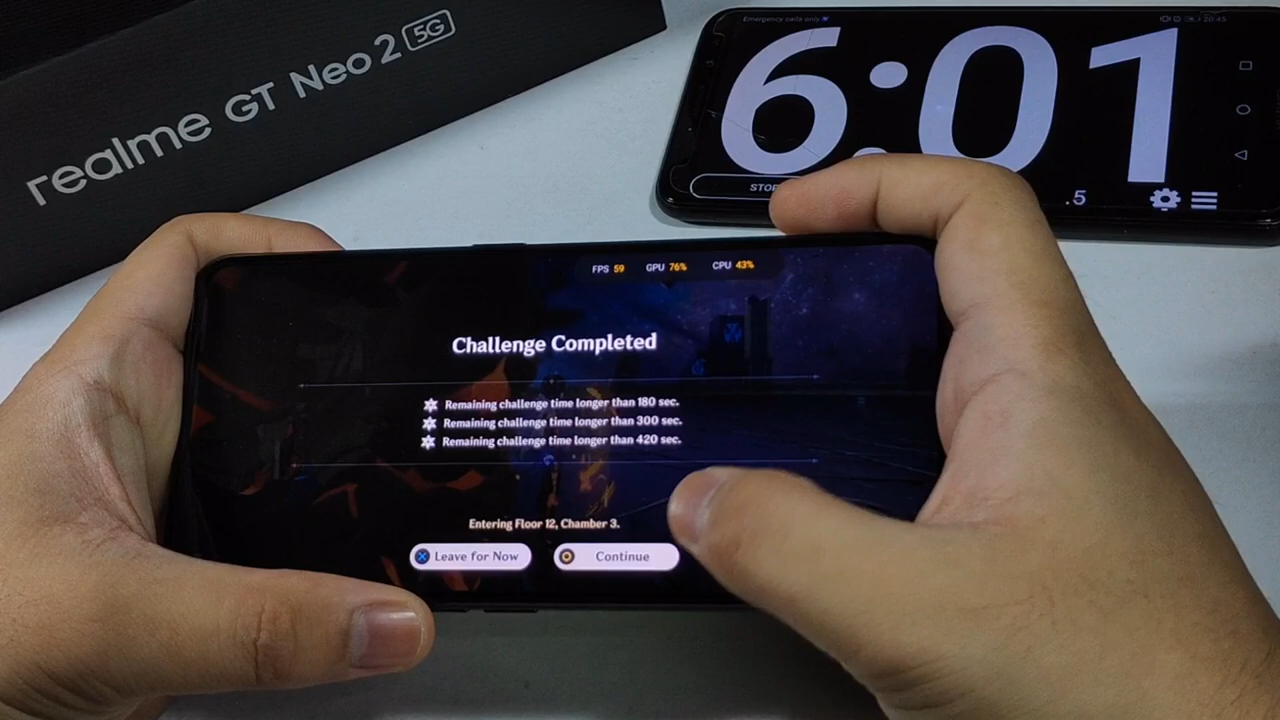 realme GT Neo 2 5G
Emergency calls only
20:45
6:01
.5
FPS 59 GPU 76% CPU 43%
Challenge Completed
Remaining challenge time longer than 180 sec.
Remaining challenge time longer than 300 sec.
Remaining challenge time longer than 420 sec.
Entering Floor 12, Chamber 3.
Leave for Now
Continue